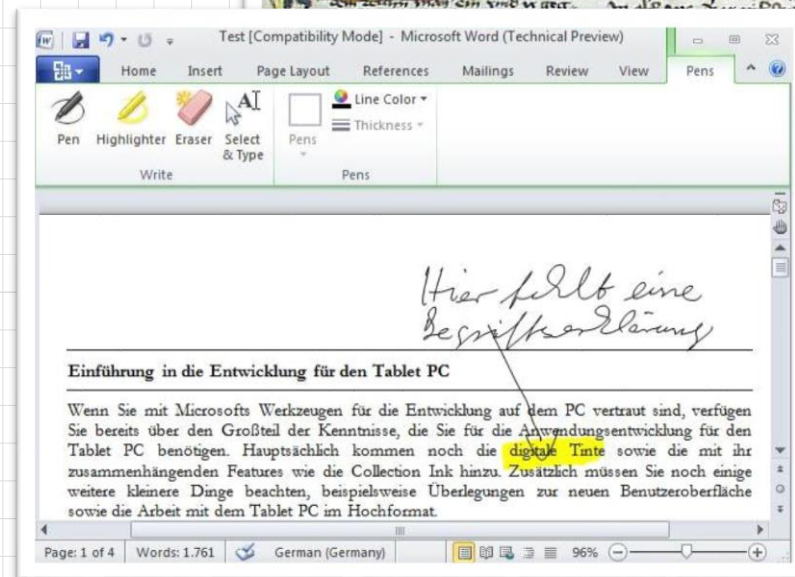 Test [Compatibility Mode] - Microsoft Word (Technical Preview)
Home Insert Page Layout References Mailings Review View Pens
Pen Highlighter Eraser Select & Type Pens Line Color
Thickness
Write Pens
Hier fehlt eine
Begriffserklärung
Einführung in die Entwicklung für den Tablet PC
Wenn Sie mit Microsofts Werkzeugen für die Entwicklung auf dem PC vertraut sind, verfügen
Sie bereits über den Großteil der Kenntnisse, die Sie für die Anwendungsentwicklung für den
Tablet PC benötigen. Hauptsächlich kommen noch die digitale Tinte sowie die mit ihr
zusammenhängenden Features wie die Collection Ink hinzu. Zusätzlich müssen Sie noch einige
weitere kleinere Dinge beachten, beispielsweise Überlegungen zur neuen Benutzeroberfläche
sowie die Arbeit mit dem Tablet PC im Hochformat.
Page: 1 of 4 Words: 1.761 German (Germany) 96%